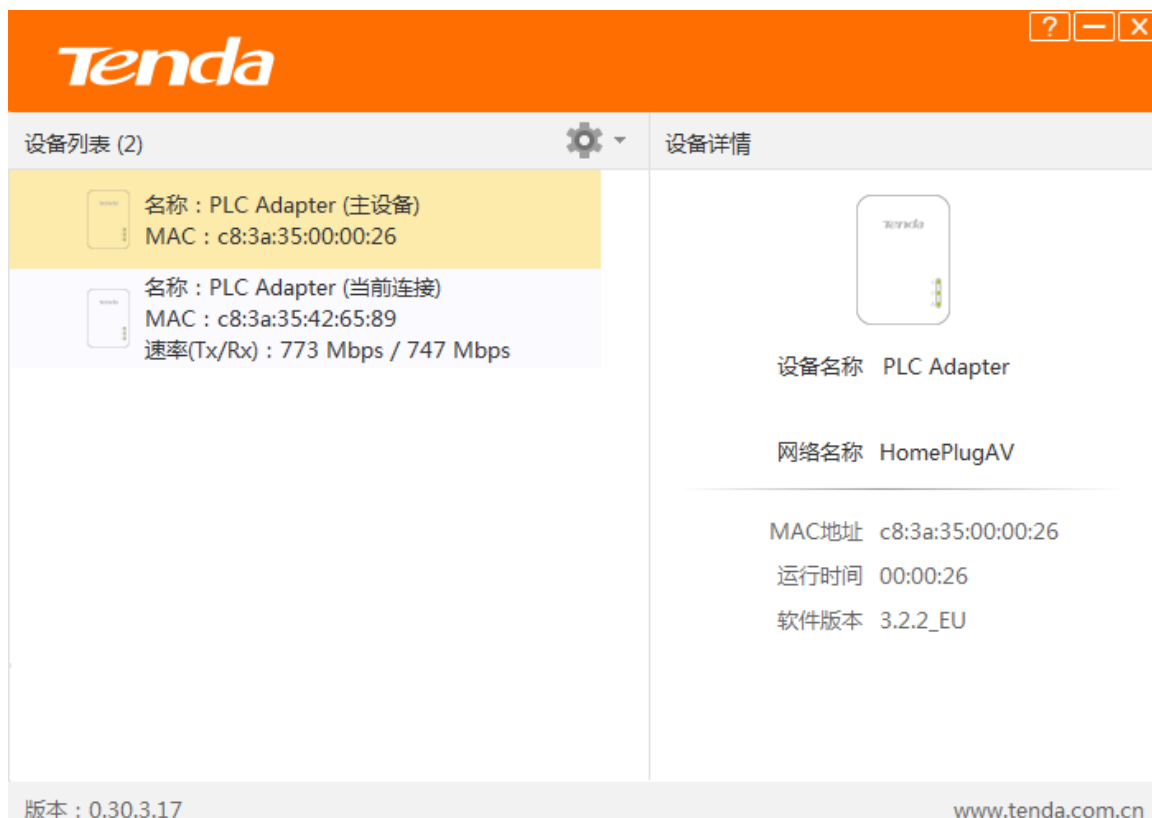 Tenda
设备列表 (2)
设备详情
名称：PLC Adapter (主设备)
MAC：c8:3a:35:00:00:26
名称：PLC Adapter (当前连接)
MAC：c8:3a:35:42:65:89
速率(Tx/Rx)：773 Mbps / 747 Mbps
Tenda
设备名称 PLC Adapter
网络名称 HomePlugAV
MAC地址 c8:3a:35:00:00:26
运行时间 00:00:26
软件版本 3.2.2_EU
版本：0.30.3.17
www.tenda.com.cn